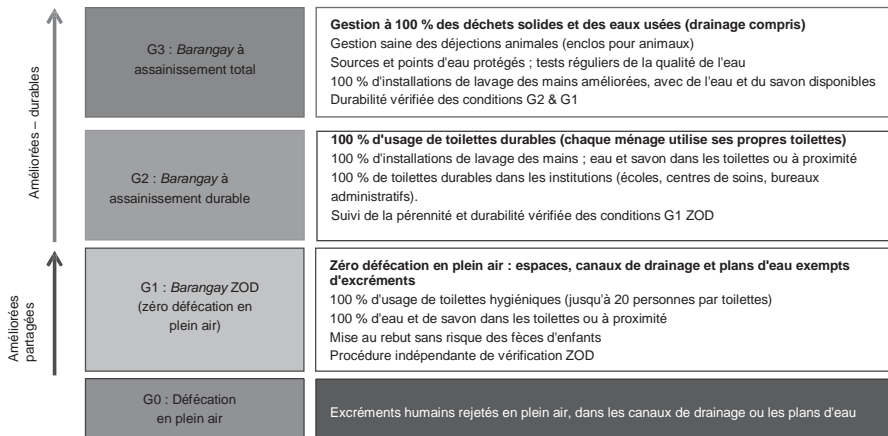 Améliorées – durables
G3 : Barangay à
assainissement total
Gestion à 100 % des déchets solides et des eaux usées (drainage compris)
Gestion saine des déjections animales (enclos pour animaux)
Sources et points d'eau protégés ; tests réguliers de la qualité de l'eau
100 % d'installations de lavage des mains améliorées, avec de l'eau et du savon disponibles
Durabilité vérifiée des conditions G2 & G1
G2 : Barangay à
assainissement durable
100 % d'usage de toilettes durables (chaque ménage utilise ses propres toilettes)
100 % d'installations de lavage des mains ; eau et savon dans les toilettes ou à proximité
100 % de toilettes durables dans les institutions (écoles, centres de soins, bureaux
administratifs).
Suivi de la pérennité et durabilité vérifiée des conditions G1 ZOD
Améliorées
partagées
G1 : Barangay ZOD
(zéro défécation en
plein air)
Zéro défécation en plein air : espaces, canaux de drainage et plans d'eau exempts
d'excréments
100 % d'usage de toilettes hygiéniques (jusqu'à 20 personnes par toilettes)
100 % d'eau et de savon dans les toilettes ou à proximité
Mise au rebut sans risque des fèces d'enfants
Procédure indépendante de vérification ZOD
G0 : Défécation
en plein air
Excréments humains rejetés en plein air, dans les canaux de drainage ou les plans d'eau